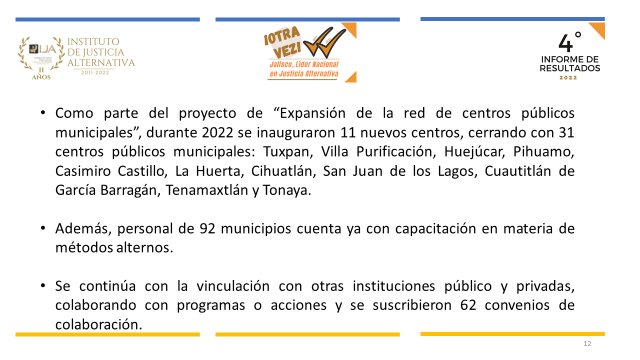 IJA
11
AÑOS
INSTITUTO
DE JUSTICIA
ALTERNATIVA
2011-2022
¡OTRA
VEZ!
Jalisco, Líder Nacional
en Justicia Alternativa
4°
INFORME DE
RESULTADOS
2022
• Como parte del proyecto de “Expansión de la red de centros públicos
municipales”, durante 2022 se inauguraron 11 nuevos centros, cerrando con 31
centros públicos municipales: Tuxpan, Villa Purificación, Huejúcar, Pihuamo,
Casimiro Castillo, La Huerta, Cihuatlán, San Juan de los Lagos, Cuautitlán de
García Barragán, Tenamaxtlán y Tonaya.
• Además, personal de 92 municipios cuenta ya con capacitación en materia de
métodos alternos.
• Se continúa con la vinculación con otras instituciones público y privadas,
colaborando con programas o acciones y se suscribieron 62 convenios de
colaboración.
12